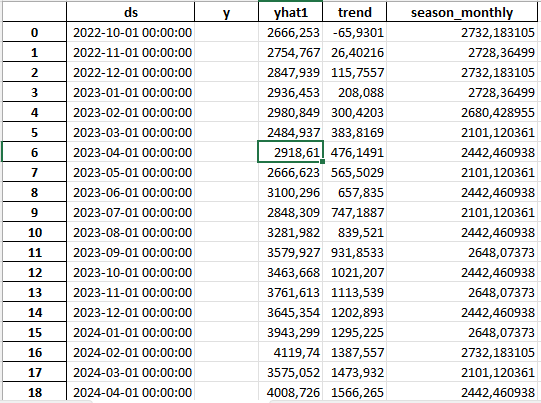 ds y yhat1 trend season_monthly
0 2022-10-01 00:00:00 2666,253 -65,9301 2732,183105
1 2022-11-01 00:00:00 2754,767 26,40216 2728,36499
2 2022-12-01 00:00:00 2847,939 115,7557 2732,183105
3 2023-01-01 00:00:00 2936,453 208,088 2728,36499
4 2023-02-01 00:00:00 2980,849 300,4203 2680,428955
5 2023-03-01 00:00:00 2484,937 383,8169 2101,120361
6 2023-04-01 00:00:00 2918,61 476,1491 2442,460938
7 2023-05-01 00:00:00 2666,623 565,5029 2101,120361
8 2023-06-01 00:00:00 3100,296 657,835 2442,460938
9 2023-07-01 00:00:00 2848,309 747,1887 2101,120361
10 2023-08-01 00:00:00 3281,982 839,521 2442,460938
11 2023-09-01 00:00:00 3579,927 931,8533 2648,07373
12 2023-10-01 00:00:00 3463,668 1021,207 2442,460938
13 2023-11-01 00:00:00 3761,613 1113,539 2648,07373
14 2023-12-01 00:00:00 3645,354 1202,893 2442,460938
15 2024-01-01 00:00:00 3943,299 1295,225 2648,07373
16 2024-02-01 00:00:00 4119,74 1387,557 2732,183105
17 2024-03-01 00:00:00 3575,052 1473,932 2101,120361
18 2024-04-01 00:00:00 4008,726 1566,265 2442,460938